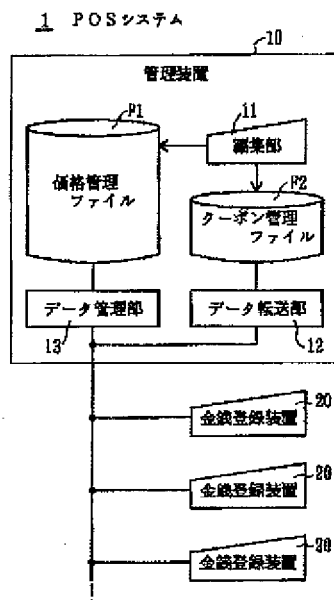 1 POSシステム
10
管理装置
F1
11
編集部
F2
価格管理
ファイル
クーポン管理
ファイル
データ管理部
データ転送部
13
12
20
金銭登録装置
20
金銭登録装置
20
金銭登録装置